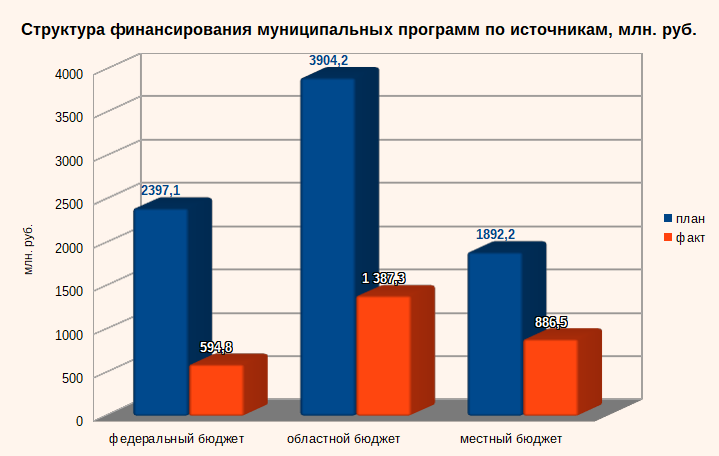 Структура финансирования муниципальных программ по источникам, млн. руб.
3904,2
4000
3500
3000
2397,1
2500
1892,2
план
факт
2000
млн. руб.
1 387,3
1500
886,5
1000
594,8
500
0
федеральный бюджет
областной бюджет
местный бюджет